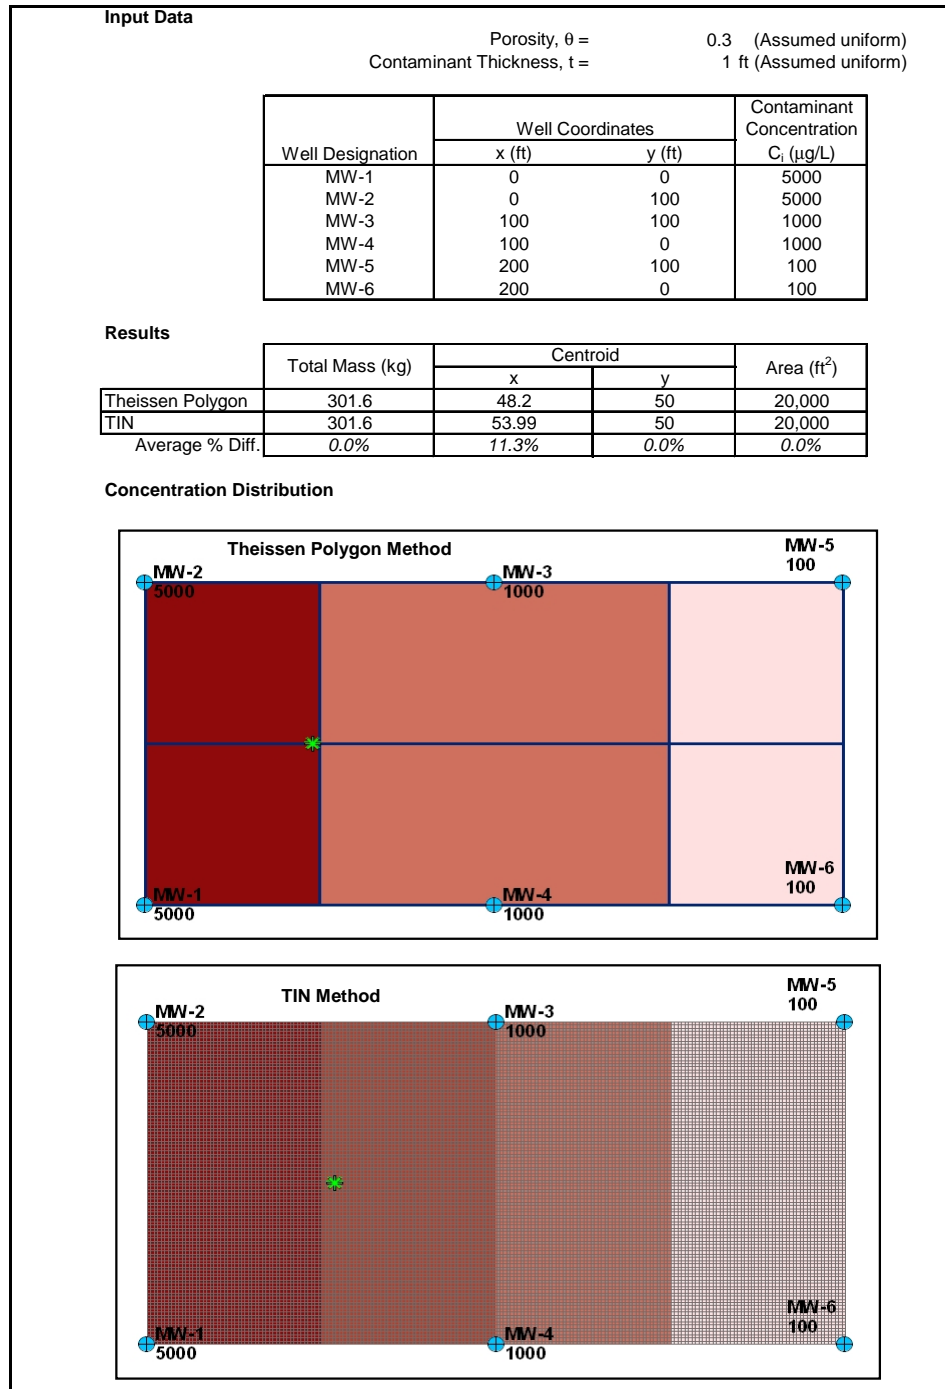 Input Data
Porosity, θ = 0.3 (Assumed uniform)
Contaminant Thickness, t = 1 ft (Assumed uniform)
Well Designation Well Coordinates Contaminant Concentration
x (ft) y (ft) Cᵢ (μg/L)
MW-1 0 0 5000
MW-2 0 100 5000
MW-3 100 100 1000
MW-4 100 0 1000
MW-5 200 100 100
MW-6 200 0 100
Results
Total Mass (kg) Centroid Area (ft²)
x y
Theissen Polygon 301.6 48.2 50 20,000
TIN 301.6 53.99 50 20,000
Average % Diff. 0.0% 11.3% 0.0% 0.0%
Concentration Distribution
Theissen Polygon Method
MW-5
100
MW-2
5000
MW-3
1000
MW-6
100
MW-1
5000
MW-4
1000
TIN Method
MW-5
100
MW-2
5000
MW-3
1000
MW-6
100
MW-1
5000
MW-4
1000